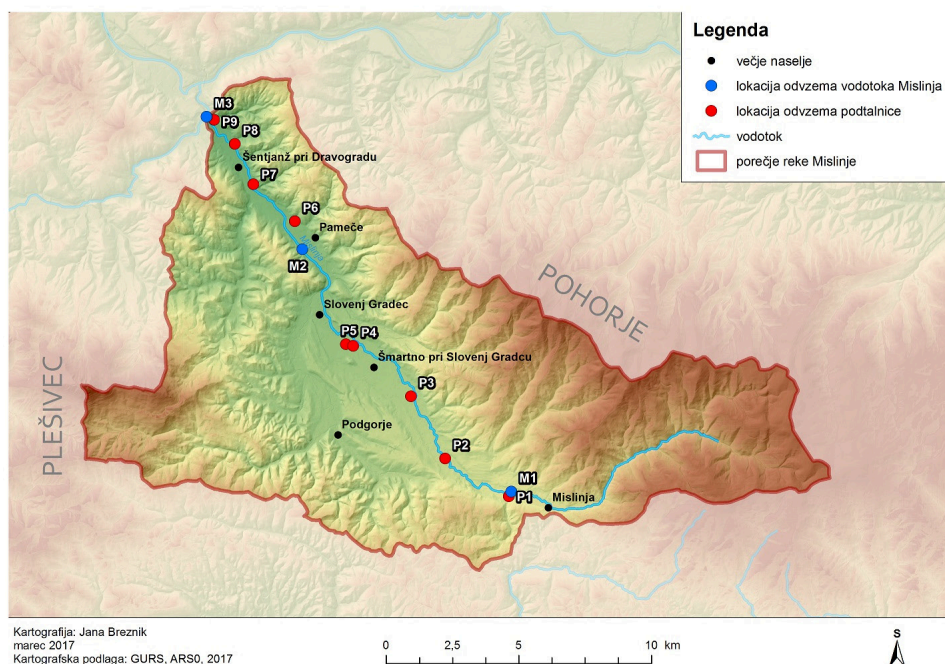 Legenda
večje naselje
lokacija odvzema vodotoka Mislinja
lokacija odvzema podtalnice
vodotok
porečje reke Mislinje
M3
P9
P8
Šentjanž pri Dravogradu
P7
P6
Pameče
Mislinja
M2
POHORJE
Slovenj Gradec
P5
P4
Šmartno pri Slovenj Gradcu
PLEŠIVEC
P3
Podgorje
P2
M1
P1
Mislinja
Kartografija: Jana Breznik
marec 2017
Kartografska podlaga: GURS, ARS0, 2017
0 2,5 5 10 km
S